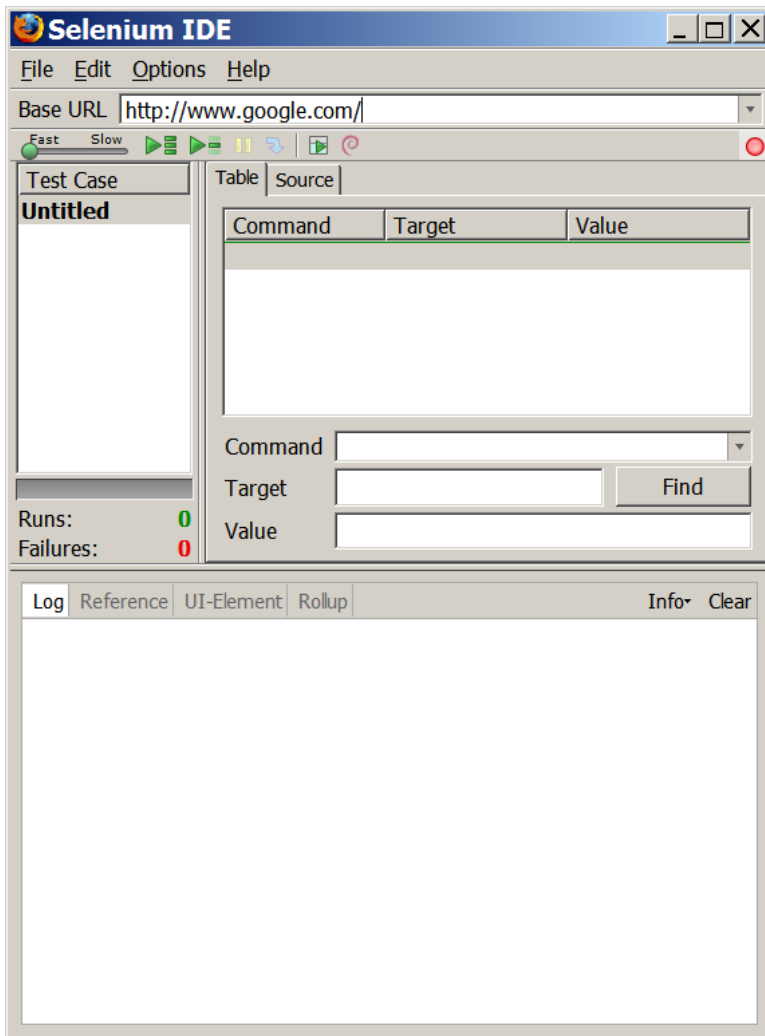 Selenium IDE
File Edit Options Help
Base URL http://www.google.com/
Fast Slow
Test Case
Untitled
Table Source
Command Target Value
Command
Target Find
Value
Runs: 0
Failures: 0
Log Reference UI-Element Rollup Info Clear